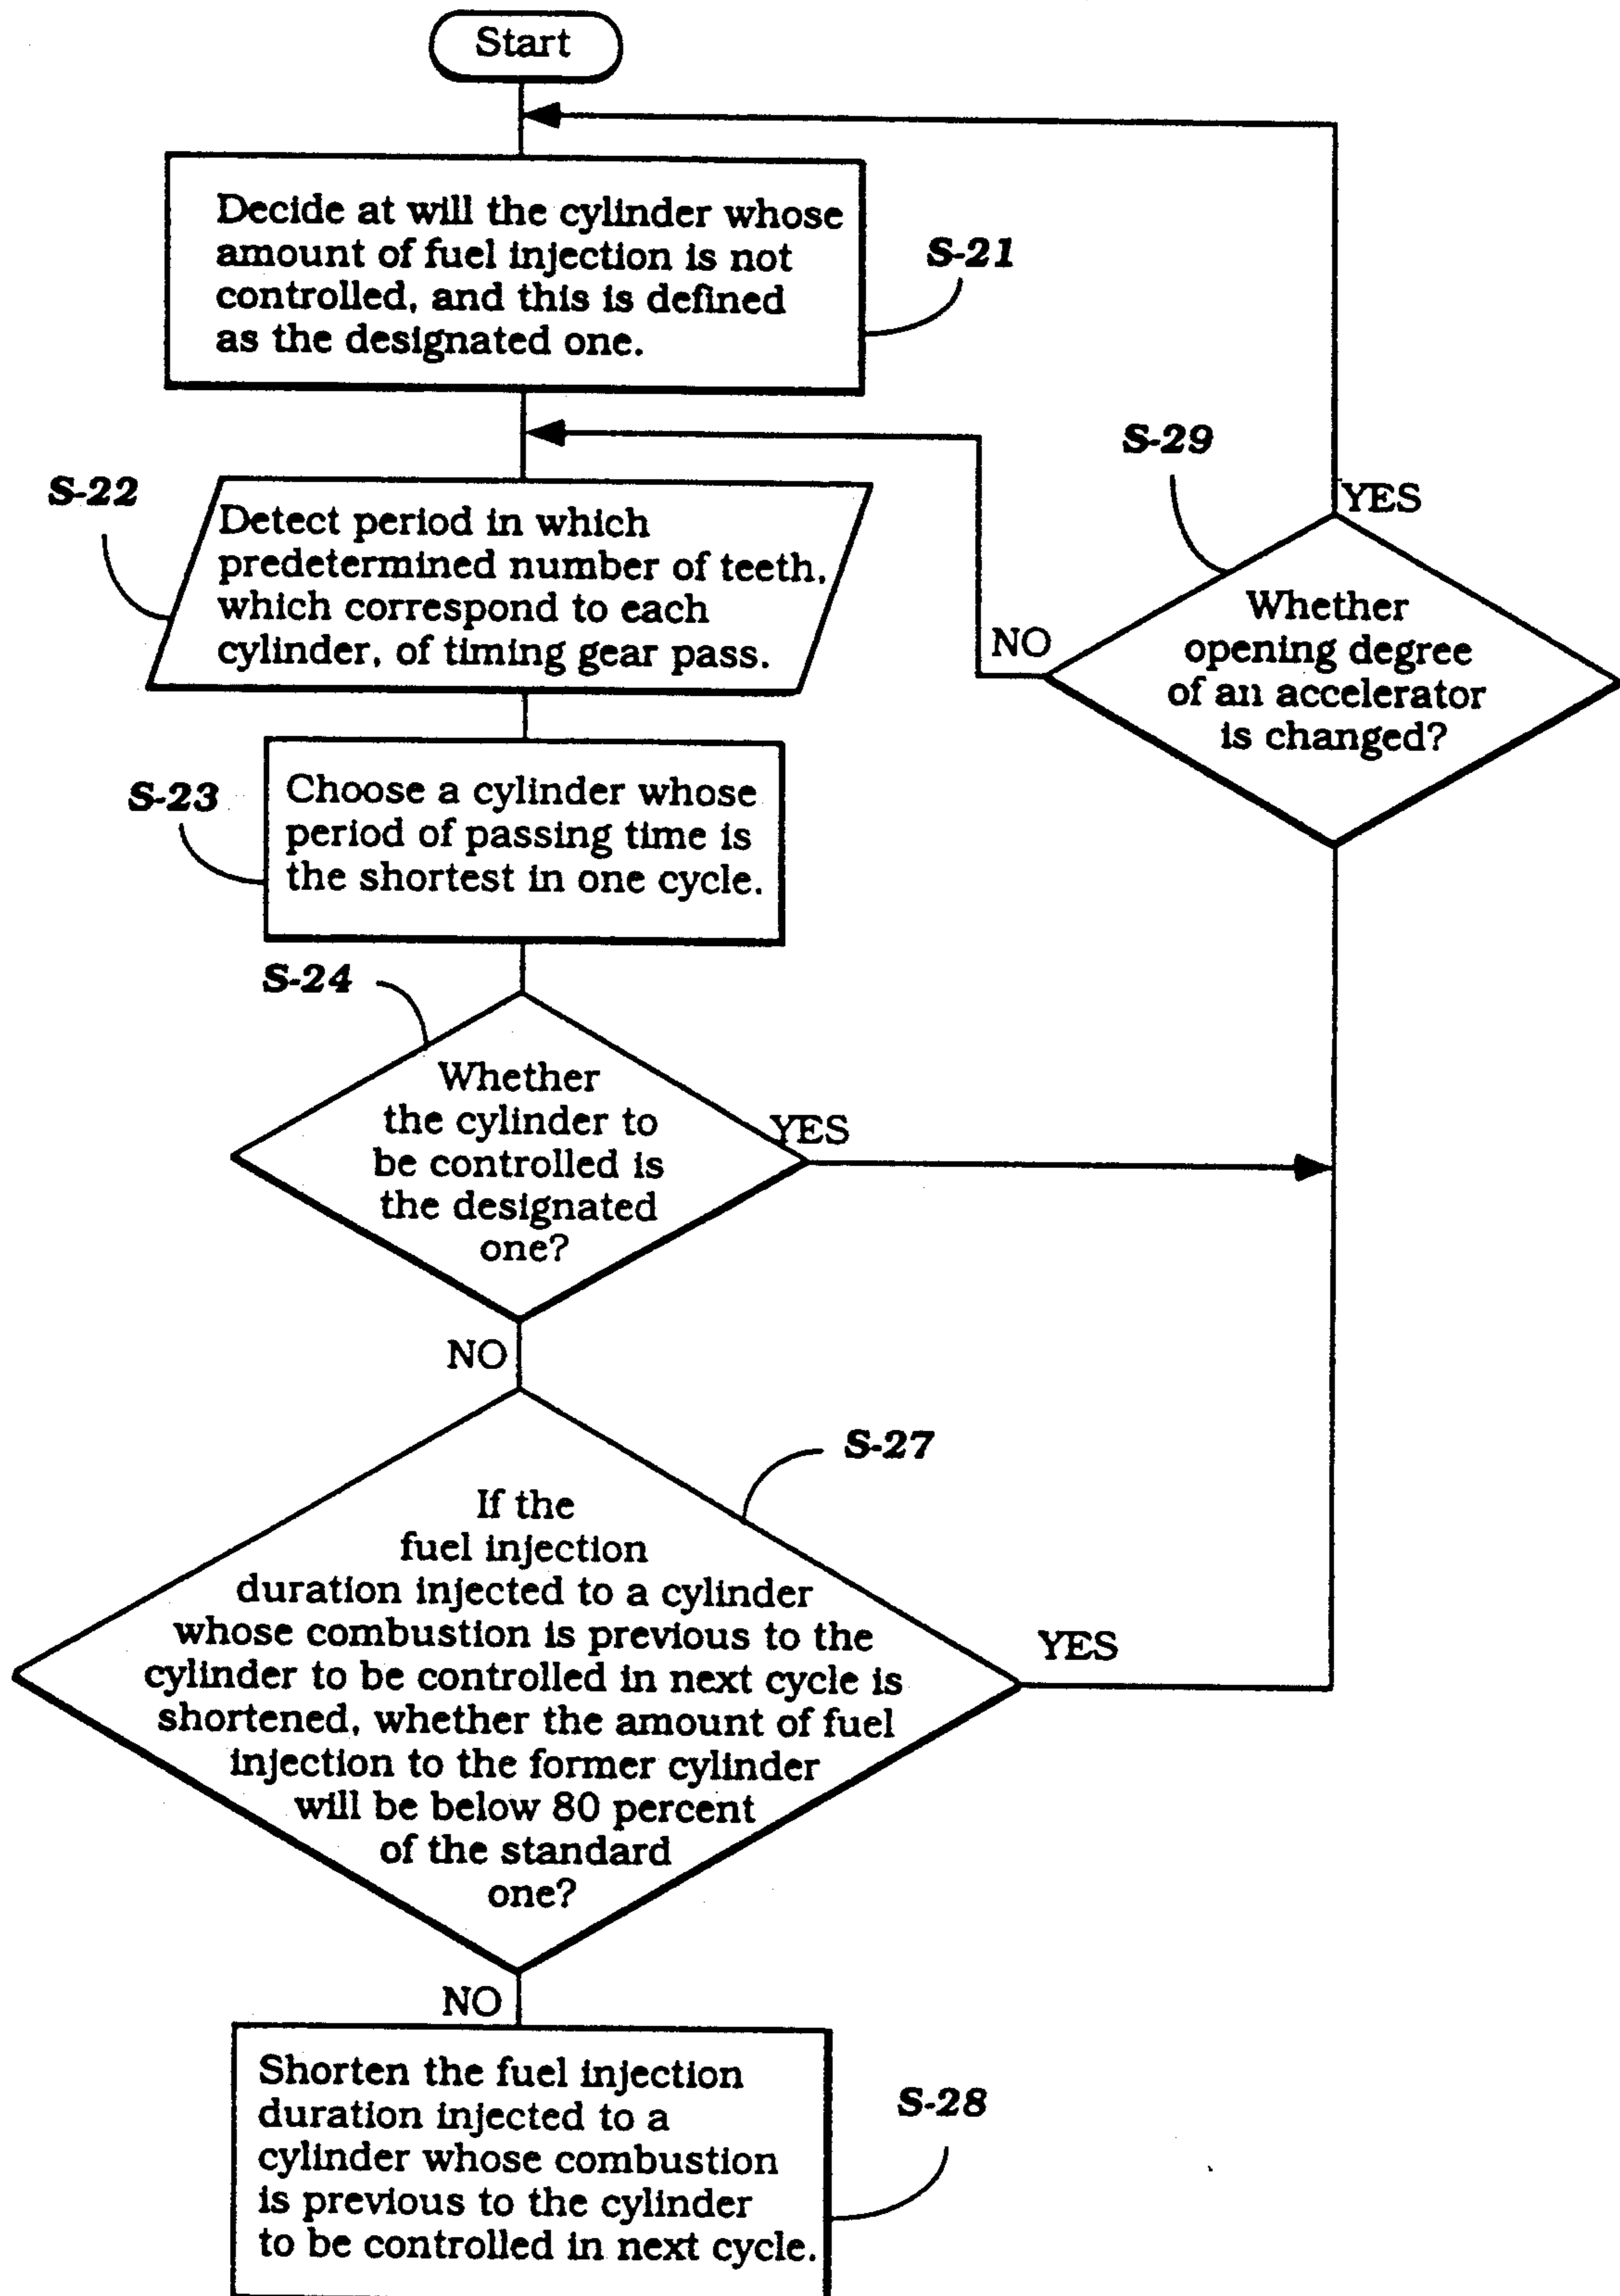 Start
Decide at will the cylinder whose
amount of fuel injection is not
controlled, and this is defined
as the designated one.
S-21
S-22
Detect period in which
predetermined number of teeth,
which correspond to each
cylinder, of timing gear pass.
S-29
YES
NO
Whether
opening degree
of an accelerator
is changed?
S-23
Choose a cylinder whose
period of passing time is
the shortest in one cycle.
S-24
Whether
the cylinder to
be controlled is
the designated
one?
YES
NO
S-27
If the
fuel injection
duration injected to a cylinder
whose combustion is previous to the
cylinder to be controlled in next cycle is
shortened, whether the amount of fuel
injection to the former cylinder
will be below 80 percent
of the standard
one?
YES
NO
Shorten the fuel injection
duration injected to a
cylinder whose combustion
is previous to the cylinder
to be controlled in next cycle.
S-28